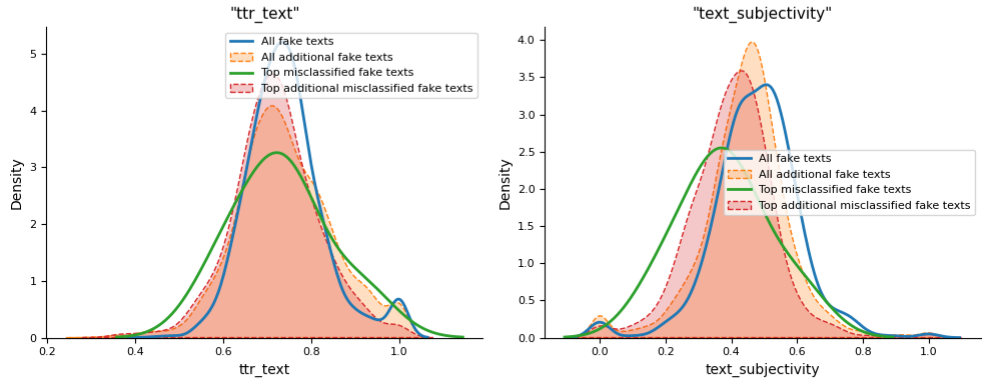 "ttr_text"
All fake texts
All additional fake texts
Top misclassified fake texts
Top additional misclassified fake texts
Density
5
4
3
2
1
0
0.2 0.4 0.6 0.8 1.0
ttr_text
"text_subjectivity"
All fake texts
All additional fake texts
Top misclassified fake texts
Top additional misclassified fake texts
Density
4.0
3.5
3.0
2.5
2.0
1.5
1.0
0.5
0.0
0.0 0.2 0.4 0.6 0.8 1.0
text_subjectivity